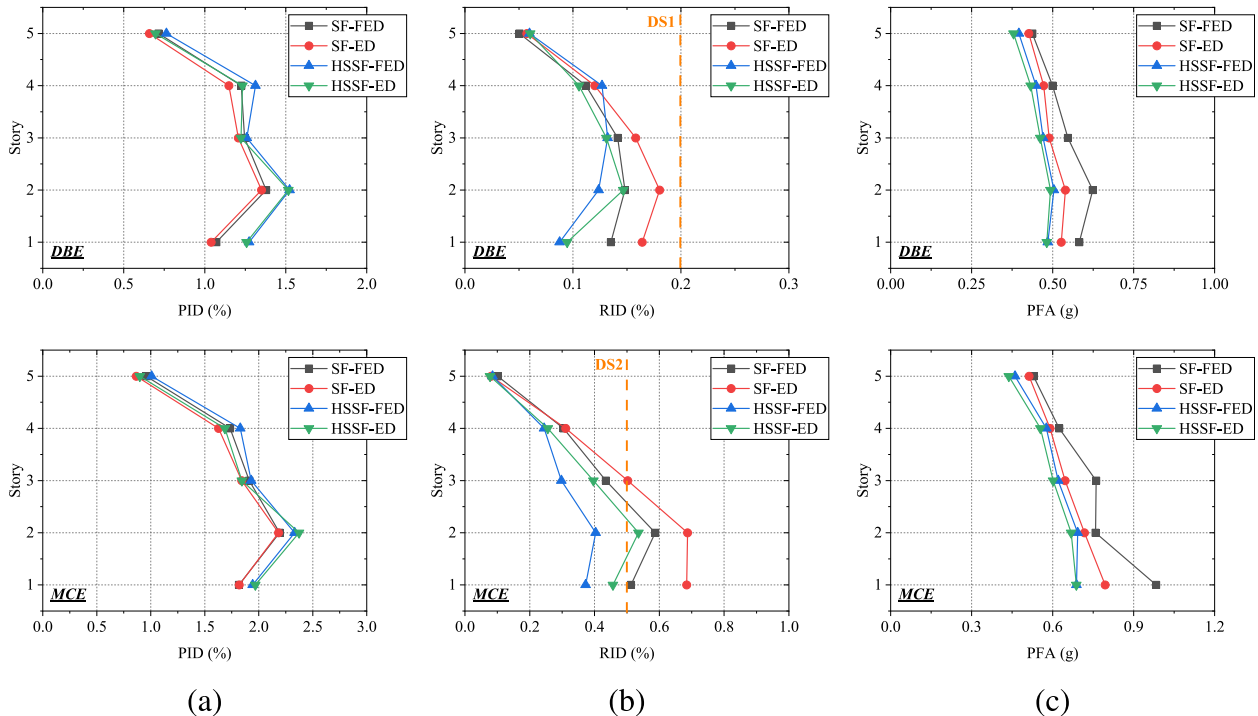 SF-FED
SF-ED
HSSF-FED
HSSF-ED
5
4
3
2
1
Story
DBE
0.0
0.5
1.0
1.5
2.0
PID (%)
DS1
SF-FED
SF-ED
HSSF-FED
HSSF-ED
5
4
3
2
1
Story
DBE
0.0
0.1
0.2
0.3
RID (%)
SF-FED
SF-ED
HSSF-FED
HSSF-ED
5
4
3
2
1
Story
DBE
0.00
0.25
0.50
0.75
1.00
PFA (g)
SF-FED
SF-ED
HSSF-FED
HSSF-ED
5
4
3
2
1
Story
MCE
0.0
0.5
1.0
1.5
2.0
2.5
3.0
PID (%)
DS2
SF-FED
SF-ED
HSSF-FED
HSSF-ED
5
4
3
2
1
Story
MCE
0.0
0.2
0.4
0.6
0.8
1.0
RID (%)
SF-FED
SF-ED
HSSF-FED
HSSF-ED
5
4
3
2
1
Story
MCE
0.0
0.3
0.6
0.9
1.2
PFA (g)
(a)
(b)
(c)